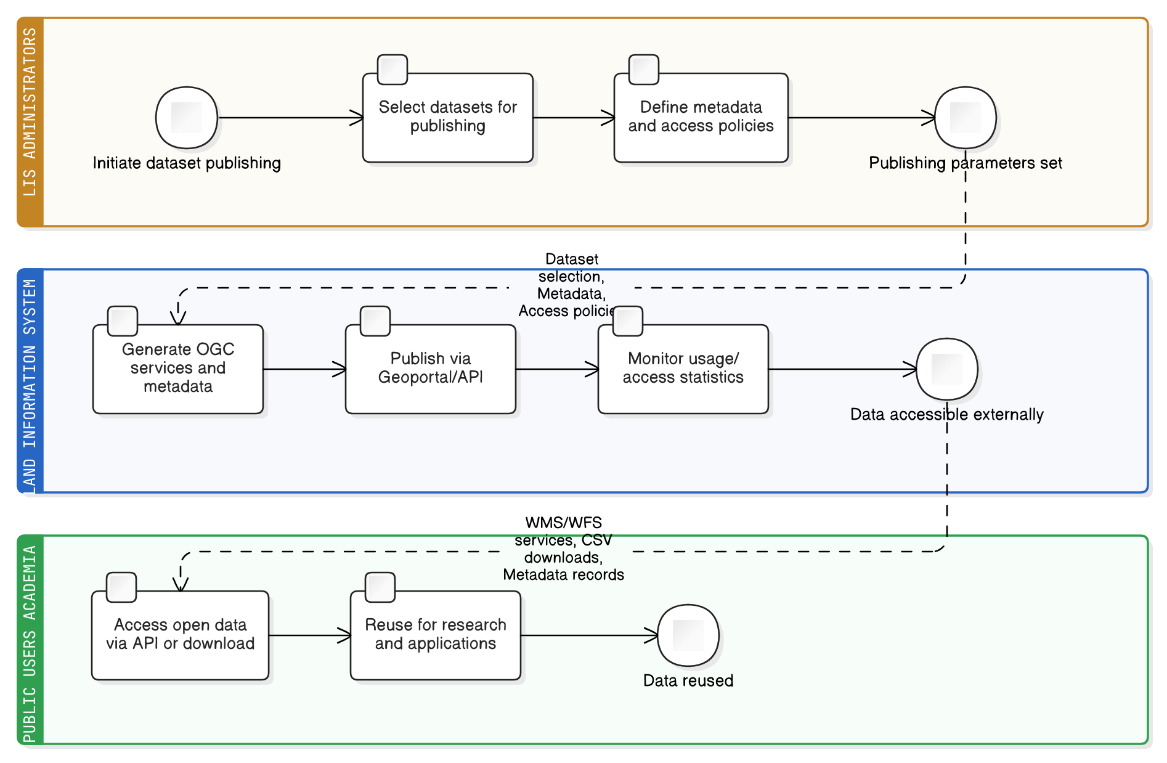 LIS ADMINISTRATORS
Initiate dataset publishing
Select datasets for
publishing
Define metadata
and access policies
Publishing parameters set
Dataset
selection,
Metadata,
Access policie
LAND INFORMATION SYSTEM
Generate OGC
services and
metadata
Publish via
Geoportal/API
Monitor usage/
access statistics
Data accessible externally
WMS/WFS
services, CSV
downloads,
Metadata records
PUBLIC USERS ACADEMIA
Access open data
via API or download
Reuse for research
and applications
Data reused